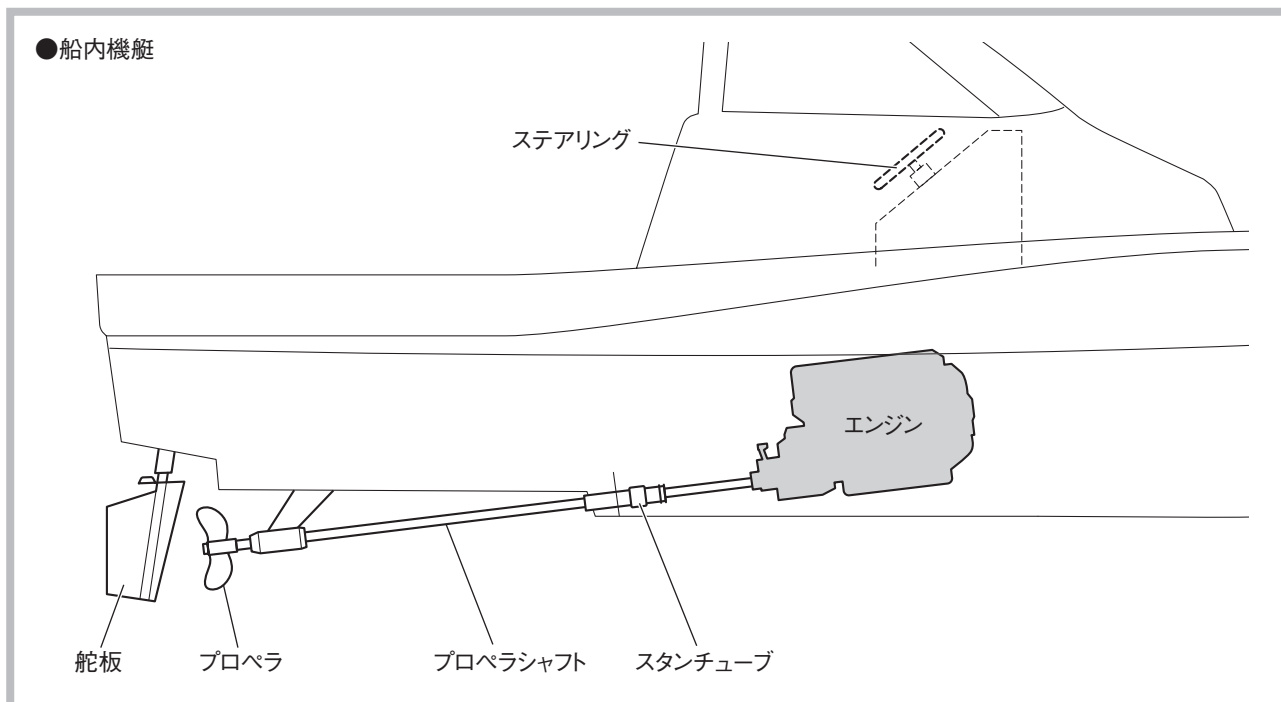 ●船内機艇
ステアリング
エンジン
舵板
プロペラ
プロペラシャフト
スタンチューブ